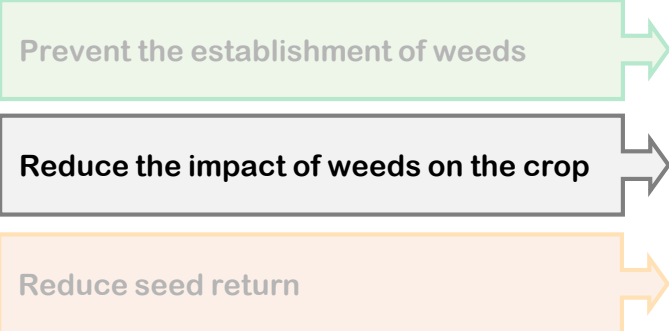 Prevent the establishment of weeds
Reduce the impact of weeds on the crop
Reduce seed return